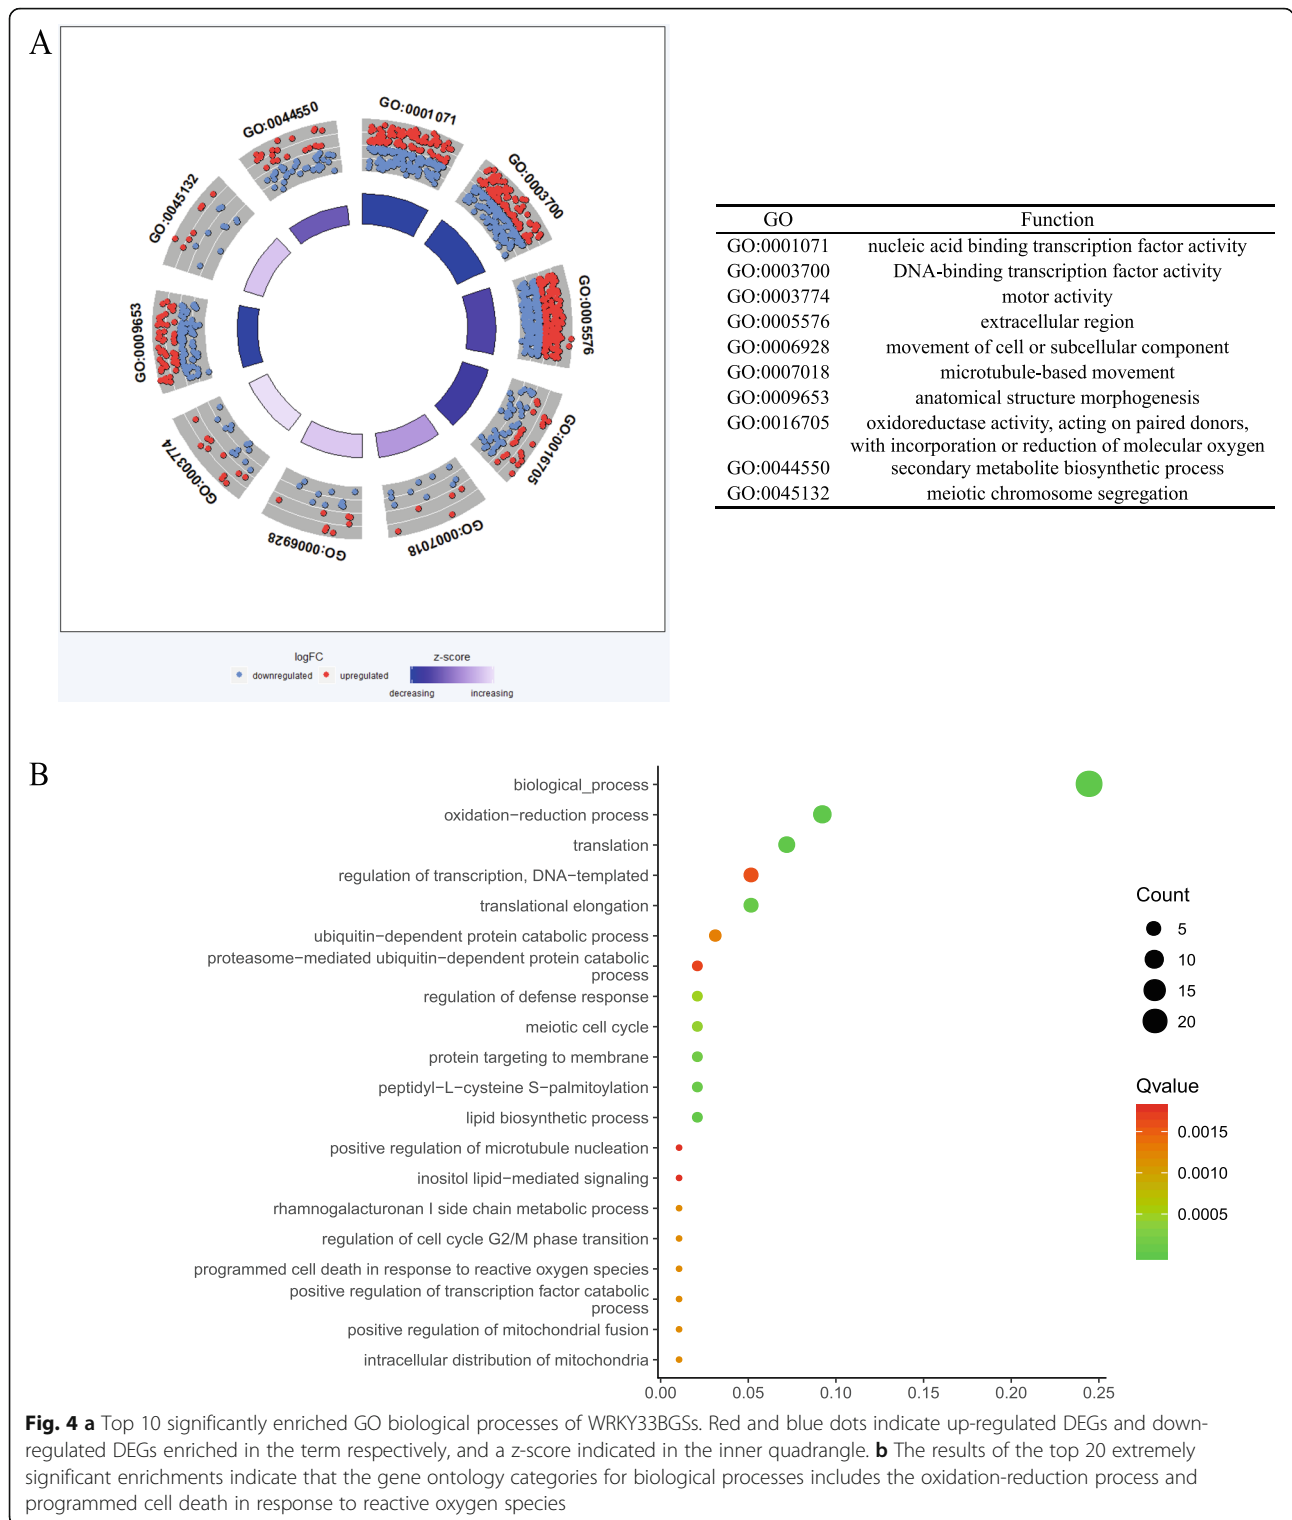 A
GO:0001071
GO:0003700
GO:0005576
GO:0016705
GO:0007018
GO:0006928
GO:0003774
GO:0009653
GO:0045132
GO:0044550
logFC
downregulated upregulated
z-score
decreasing increasing
GO Function
GO:0001071 nucleic acid binding transcription factor activity
GO:0003700 DNA-binding transcription factor activity
GO:0003774 motor activity
GO:0005576 extracellular region
GO:0006928 movement of cell or subcellular component
GO:0007018 microtubule-based movement
GO:0009653 anatomical structure morphogenesis
GO:0016705 oxidoreductase activity, acting on paired donors,
with incorporation or reduction of molecular oxygen
GO:0044550 secondary metabolite biosynthetic process
GO:0045132 meiotic chromosome segregation
B
biological_process
oxidation−reduction process
translation
regulation of transcription, DNA−templated
translational elongation
ubiquitin−dependent protein catabolic process
proteasome−mediated ubiquitin−dependent protein catabolic
process
regulation of defense response
meiotic cell cycle
protein targeting to membrane
peptidyl−L−cysteine S−palmitoylation
lipid biosynthetic process
positive regulation of microtubule nucleation
inositol lipid−mediated signaling
rhamnogalacturonan I side chain metabolic process
regulation of cell cycle G2/M phase transition
programmed cell death in response to reactive oxygen species
positive regulation of transcription factor catabolic
process
positive regulation of mitochondrial fusion
intracellular distribution of mitochondria
0.00 0.05 0.10 0.15 0.20 0.25
Count
5
10
15
20
Qvalue
0.0015
0.0010
0.0005
Fig. 4 a Top 10 significantly enriched GO biological processes of WRKY33BGSs. Red and blue dots indicate up-regulated DEGs and down-
regulated DEGs enriched in the term respectively, and a z-score indicated in the inner quadrangle. b The results of the top 20 extremely
significant enrichments indicate that the gene ontology categories for biological processes includes the oxidation-reduction process and
programmed cell death in response to reactive oxygen species